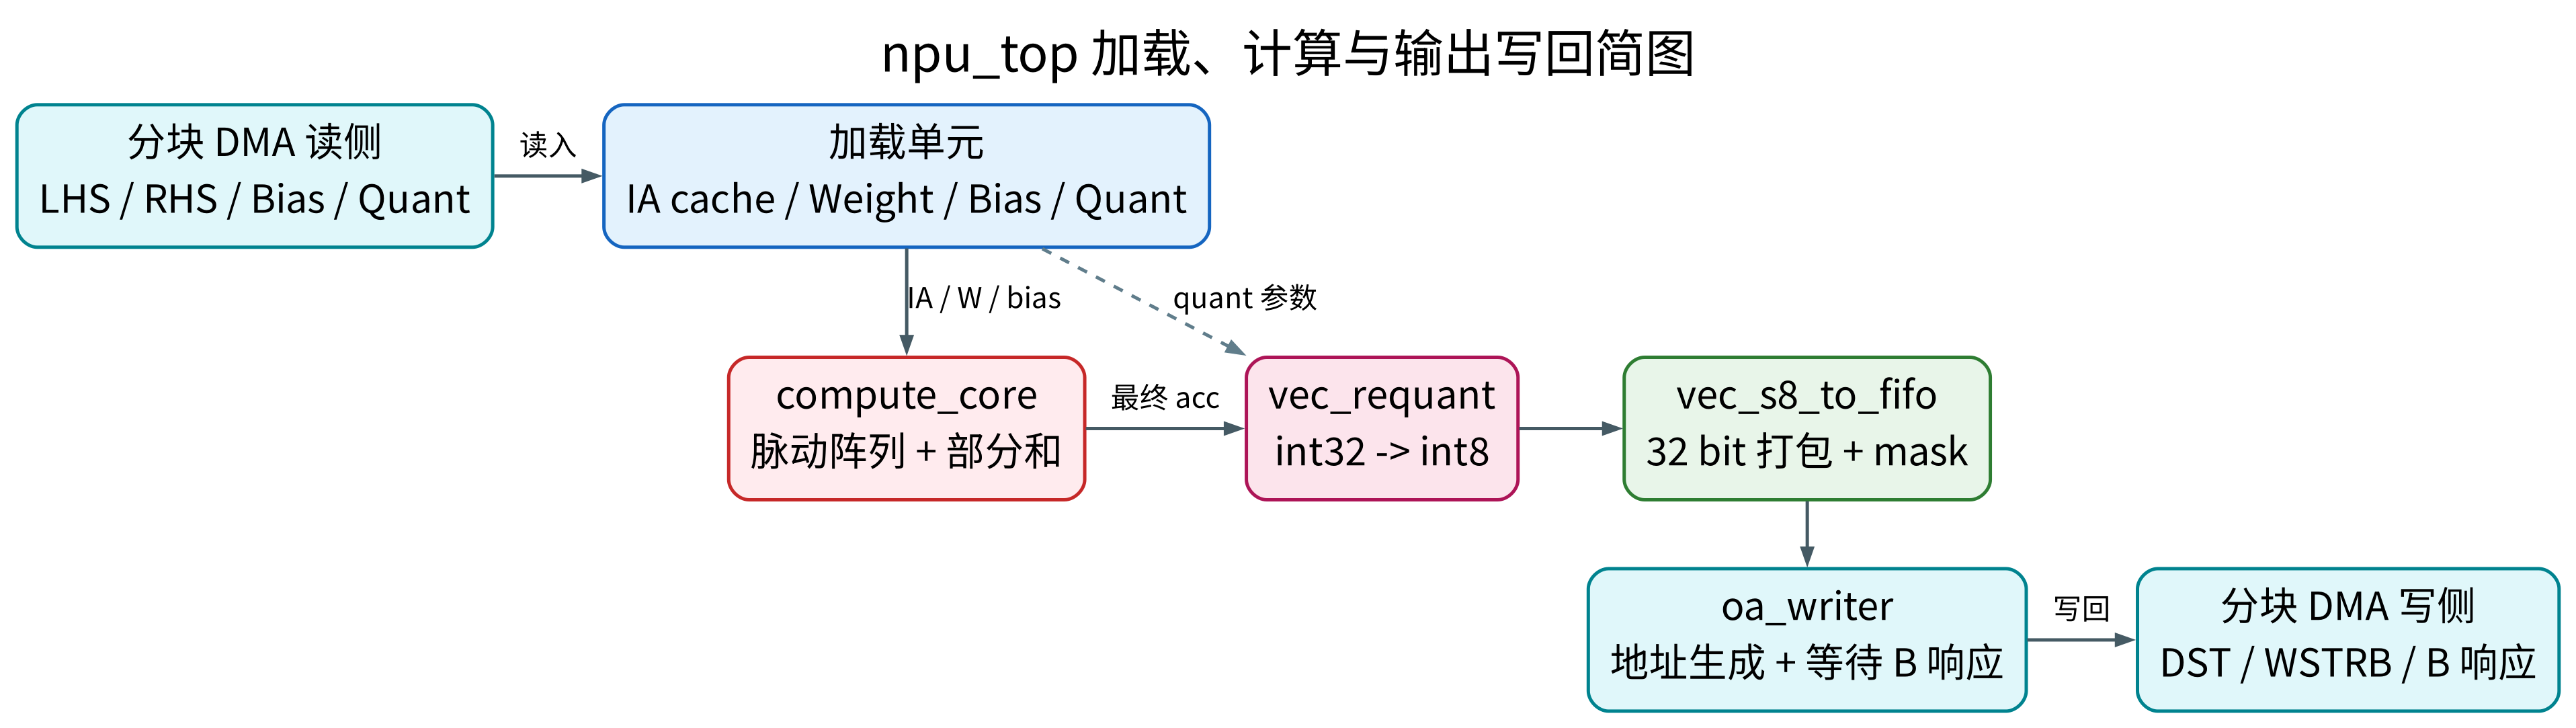 npu_top 加载、计算与输出写回简图
分块 DMA 读侧
LHS / RHS / Bias / Quant
读入
加载单元
IA cache / Weight / Bias / Quant
IA / W / bias
quant 参数
compute_core
脉动阵列 + 部分和
最终 acc
vec_requant
int32 -> int8
vec_s8_to_fifo
32 bit 打包 + mask
oa_writer
地址生成 + 等待 B 响应
写回
分块 DMA 写侧
DST / WSTRB / B 响应